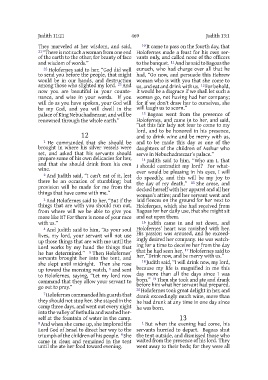 Judith 11:21
469
Judith 13:1
They marveled at her wisdom, and said,
21 "There is not such a woman from one end
of the earth to the other, for beauty of face
and wisdom of words."
22 Holofernes said to her, "God did well
to send you before the people, that might
would be in our hands, and destruction
among those who slighted my lord. 23 And
now you are beautiful in your counte-
nance, and wise in your words. If you
will do as you have spoken, your God will
be my God, and you will dwell in the
palace of King Nebuchadnezzar, and will be
renowned through the whole earth."
12
1 He commanded that she should be
brought in where his silver vessels were
set, and asked that his servants should
prepare some of his own delicacies for her,
and that she should drink from his own
wine.
2 And Judith said, "I can't eat of it, lest
there be an occasion of stumbling; but
provision will be made for me from the
things that have come with me."
3 And Holofernes said to her, "But if the
things that are with you should run out,
from where will we be able to give you
more like it? For there is none of your race
with us."
4 And Judith said to him, "As your soul
lives, my lord, your servant will not use
up those things that are with me until the
Lord works by my hand the things that
he has determined." 5 Then Holofernes'
servants brought her into the tent, and
she slept until midnight. Then she rose
up toward the morning watch, 6 and sent
to Holofernes, saying, "Let my lord now
command that they allow your servant to
go out to pray."
7 Holofernes commanded his guards that
they should not stop her. She stayed in the
camp three days, and went out every night
into the valley of Bethulia and washed her-
self at the fountain of water in the camp.
8 And when she came up, she implored the
Lord God of Israel to direct her way to the
triumph of the children of his people. 9 She
came in clean and remained in the tent
until she ate her food toward evening.
10 It came to pass on the fourth day, that
Holofernes made a feast for his own ser-
vants only, and called none of the officers
to the banquet. 11 And he said to Bagoas the
eunuch, who had charge over all that he
had, "Go now, and persuade this Hebrew
woman who is with you that she come to
us, and eat and drink with us. 12 For behold,
it would be a disgrace if we shall let such a
woman go, not having had her company;
for if we don't draw her to ourselves, she
will laugh us to scorn."
13 Bagoas went from the presence of
Holofernes, and came in to her, and said,
"Let this fair lady not fear to come to my
lord, and to be honored in his presence,
and to drink wine and be merry with us,
and to be made this day as one of the
daughters of the children of Asshur who
serve in Nebuchadnezzar's palace."
14 Judith said to him, "Who am I, that
I should contradict my lord? For what-
ever would be pleasing in his eyes, I will
do speedily, and this will be my joy to
the day of my death." 15 She arose, and
decked herself with her apparel and all her
woman's attire; and her servant went and
laid fleeces on the ground for her next to
Holofernes, which she had received from
Bagoas for her daily use, that she might sit
and eat upon them.
16 Judith came in and sat down, and
Holofernes' heart was ravished with her.
His passion was aroused, and he exceed-
ingly desired her company. He was watch-
ing for a time to deceive her from the day
that he had seen her. 17 Holofernes said to
her, "Drink now, and be merry with us."
18 Judith said, "I will drink now, my lord,
because my life is magnified in me this
day more than all the days since I was
born." 19 Then she took and ate and drank
before him what her servant had prepared.
20 Holofernes took great delight in her, and
drank exceedingly much wine, more than
he had drunk at any time in one day since
he was born.
13
1 But when the evening had come, his
servants hurried to depart. Bagoas shut
the tent outside, and dismissed those who
waited from the presence of his lord. They
went away to their beds; for they were all